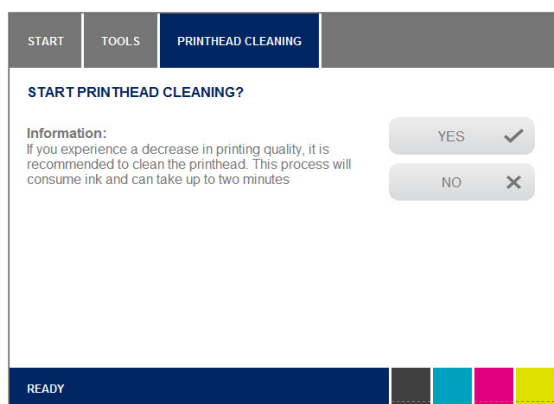 START TOOLS PRINTHEAD CLEANING
START PRINTHEAD CLEANING?
Information:
If you experience a decrease in printing quality, it is
recommended to clean the printhead. This process will
consume ink and can take up to two minutes
YES
NO
READY